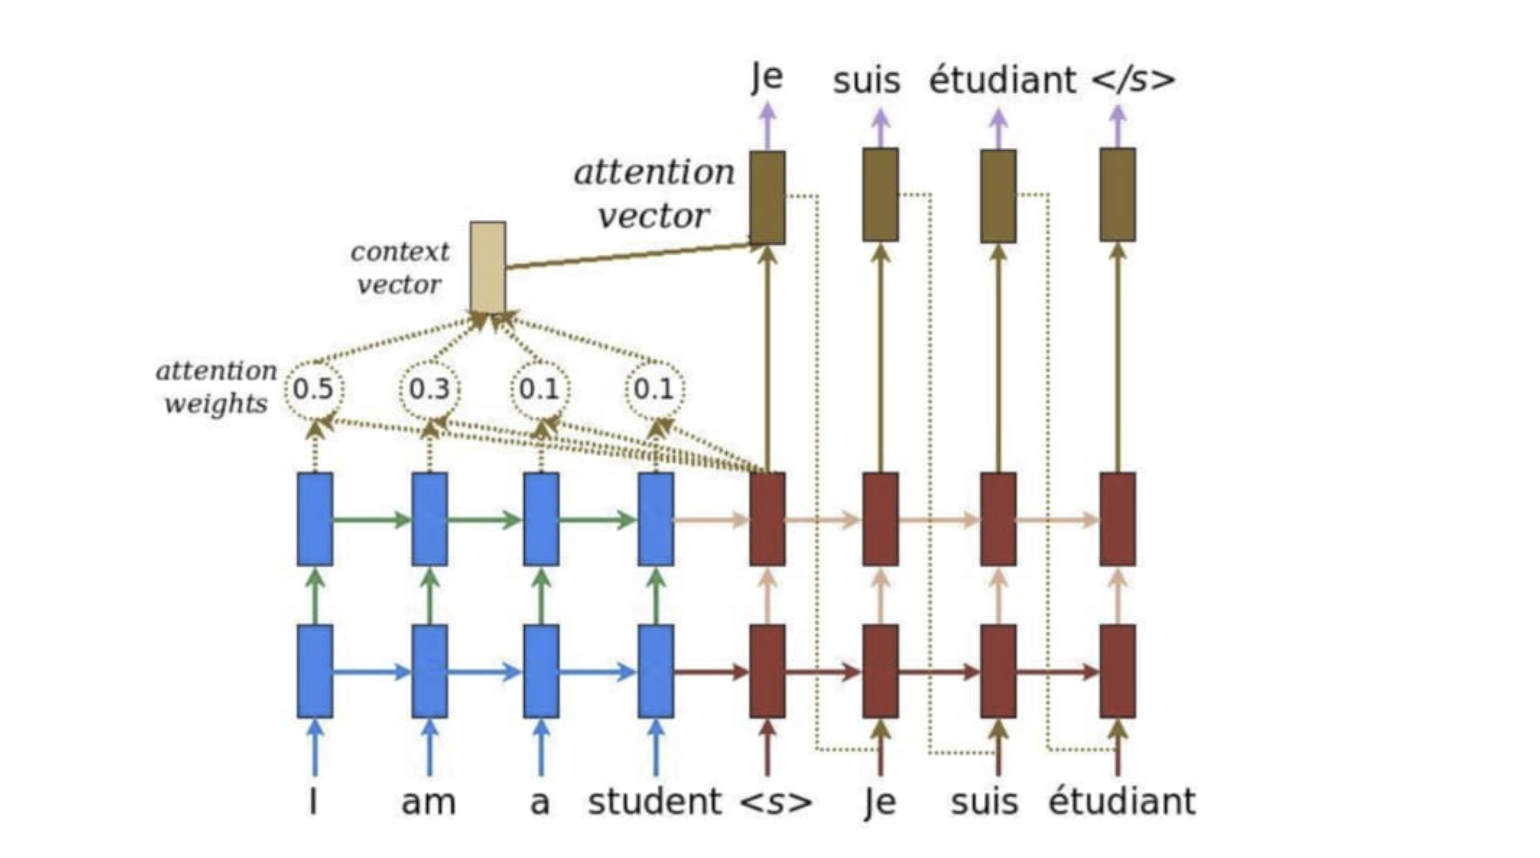 Je suis étudiant </s>
attention
vector
context
vector
attention
weights
0.5 0.3 0.1 0.1
I am a student <s> Je suis étudiant